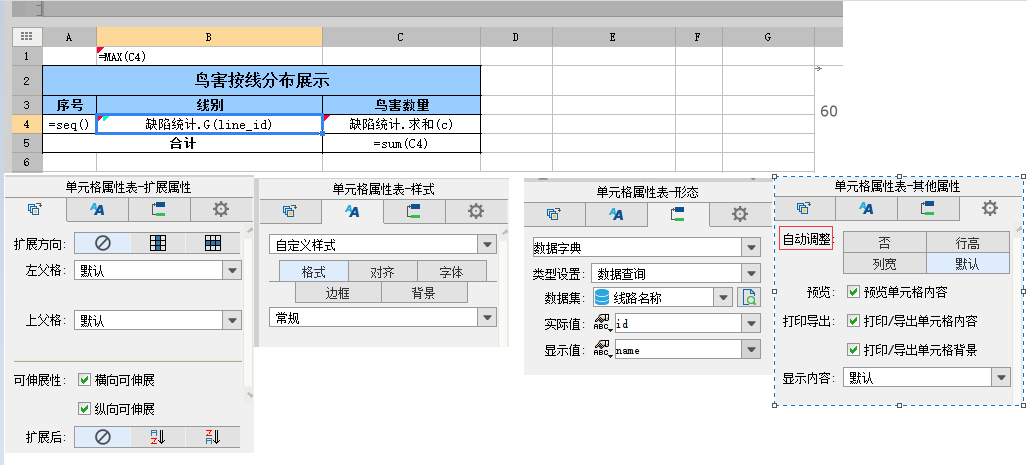 A B C D E F G
1 =MAX(C4)
2 鸟害按线分布展示
3 序号 线别 鸟害数量
4 =seq() 缺陷统计.G(line_id) 缺陷统计.求和(c)
5 合计 =sum(C4)
6
60
单元格属性表-扩展属性
扩展方向:
左父格: 默认
上父格: 默认
可伸展性: 横向可伸展
纵向可伸展
扩展后:
单元格属性表-样式
自定义样式
格式 对齐 字体
边框 背景
常规
单元格属性表-形态
数据字典
类型设置: 数据查询
数据集: 线路名称
实际值: ABC id
显示值: ABC name
单元格属性表-其他属性
自动调整: 否 行高
列宽 默认
预览: 预览单元格内容
打印导出: 打印/导出单元格内容
打印/导出单元格背景
显示内容: 默认